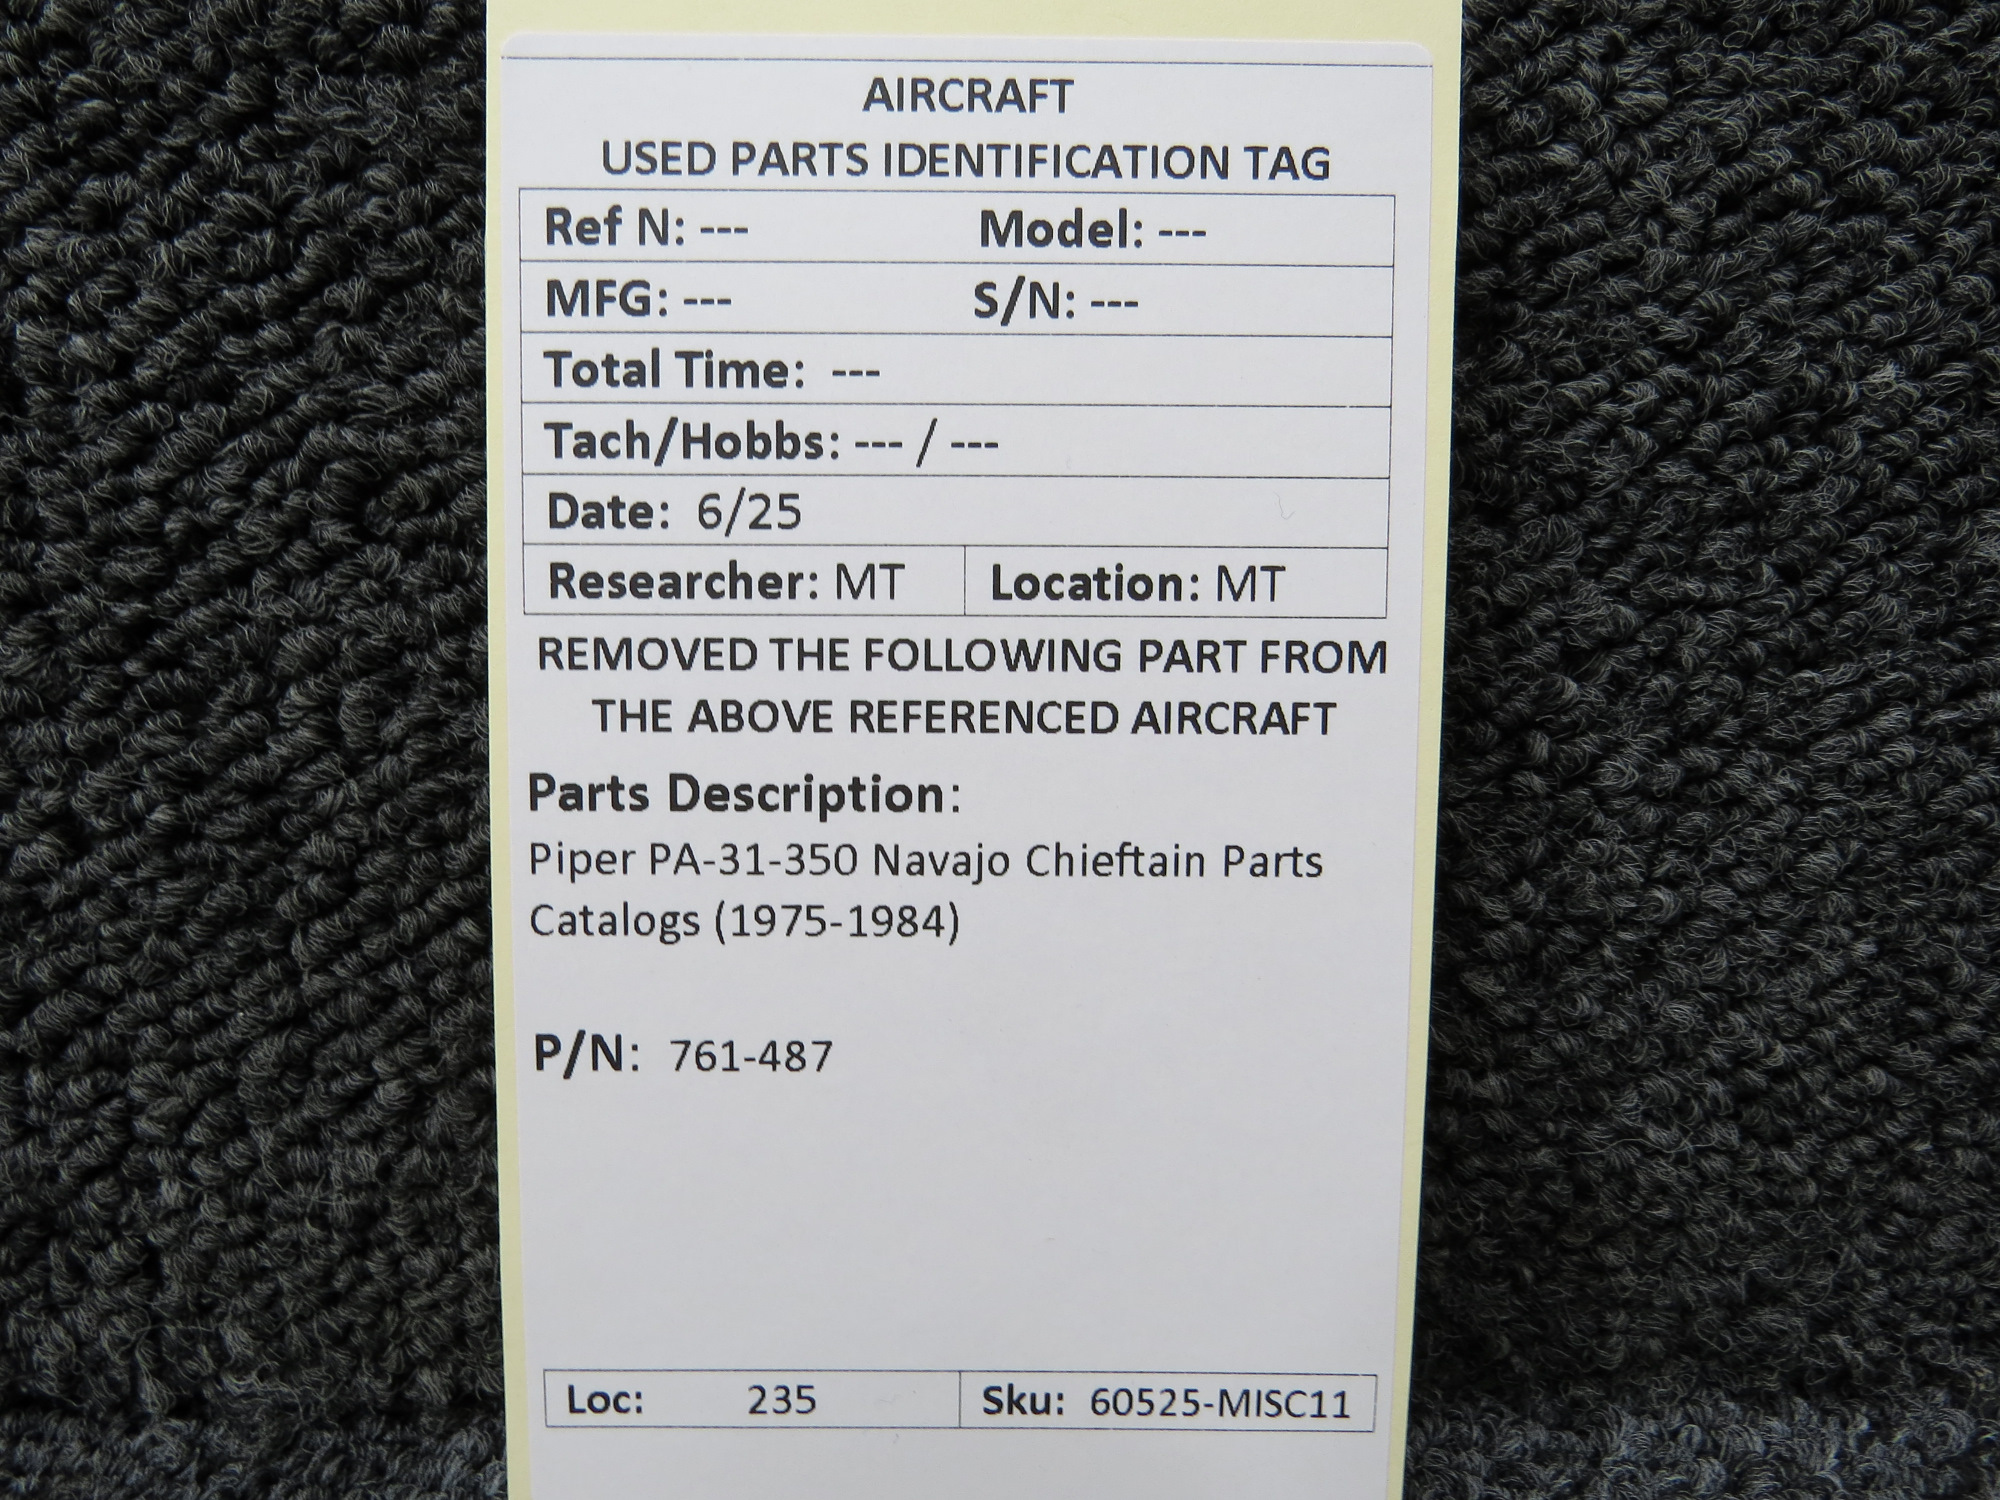 AIRCRAFT
USED PARTS IDENTIFICATION TAG
Ref N: --- Model: ---
MFG: --- S/N: ---
Total Time: ---
Tach/Hobbs: --- / ---
Date: 6/25
Researcher: MT Location: MT
REMOVED THE FOLLOWING PART FROM
THE ABOVE REFERENCED AIRCRAFT
Parts Description:
Piper PA-31-350 Navajo Chieftain Parts
Catalogs (1975-1984)
P/N: 761-487
Loc: 235 Sku: 60525-MISC11